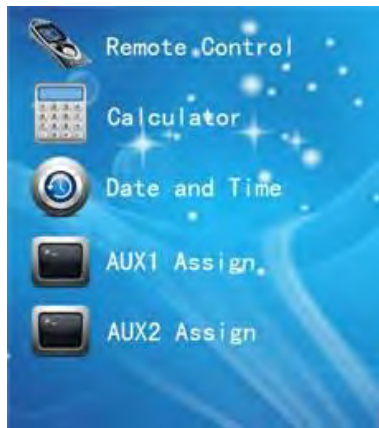 Remote Control
Calculator
Date and Time
AUX1 Assign
AUX2 Assign